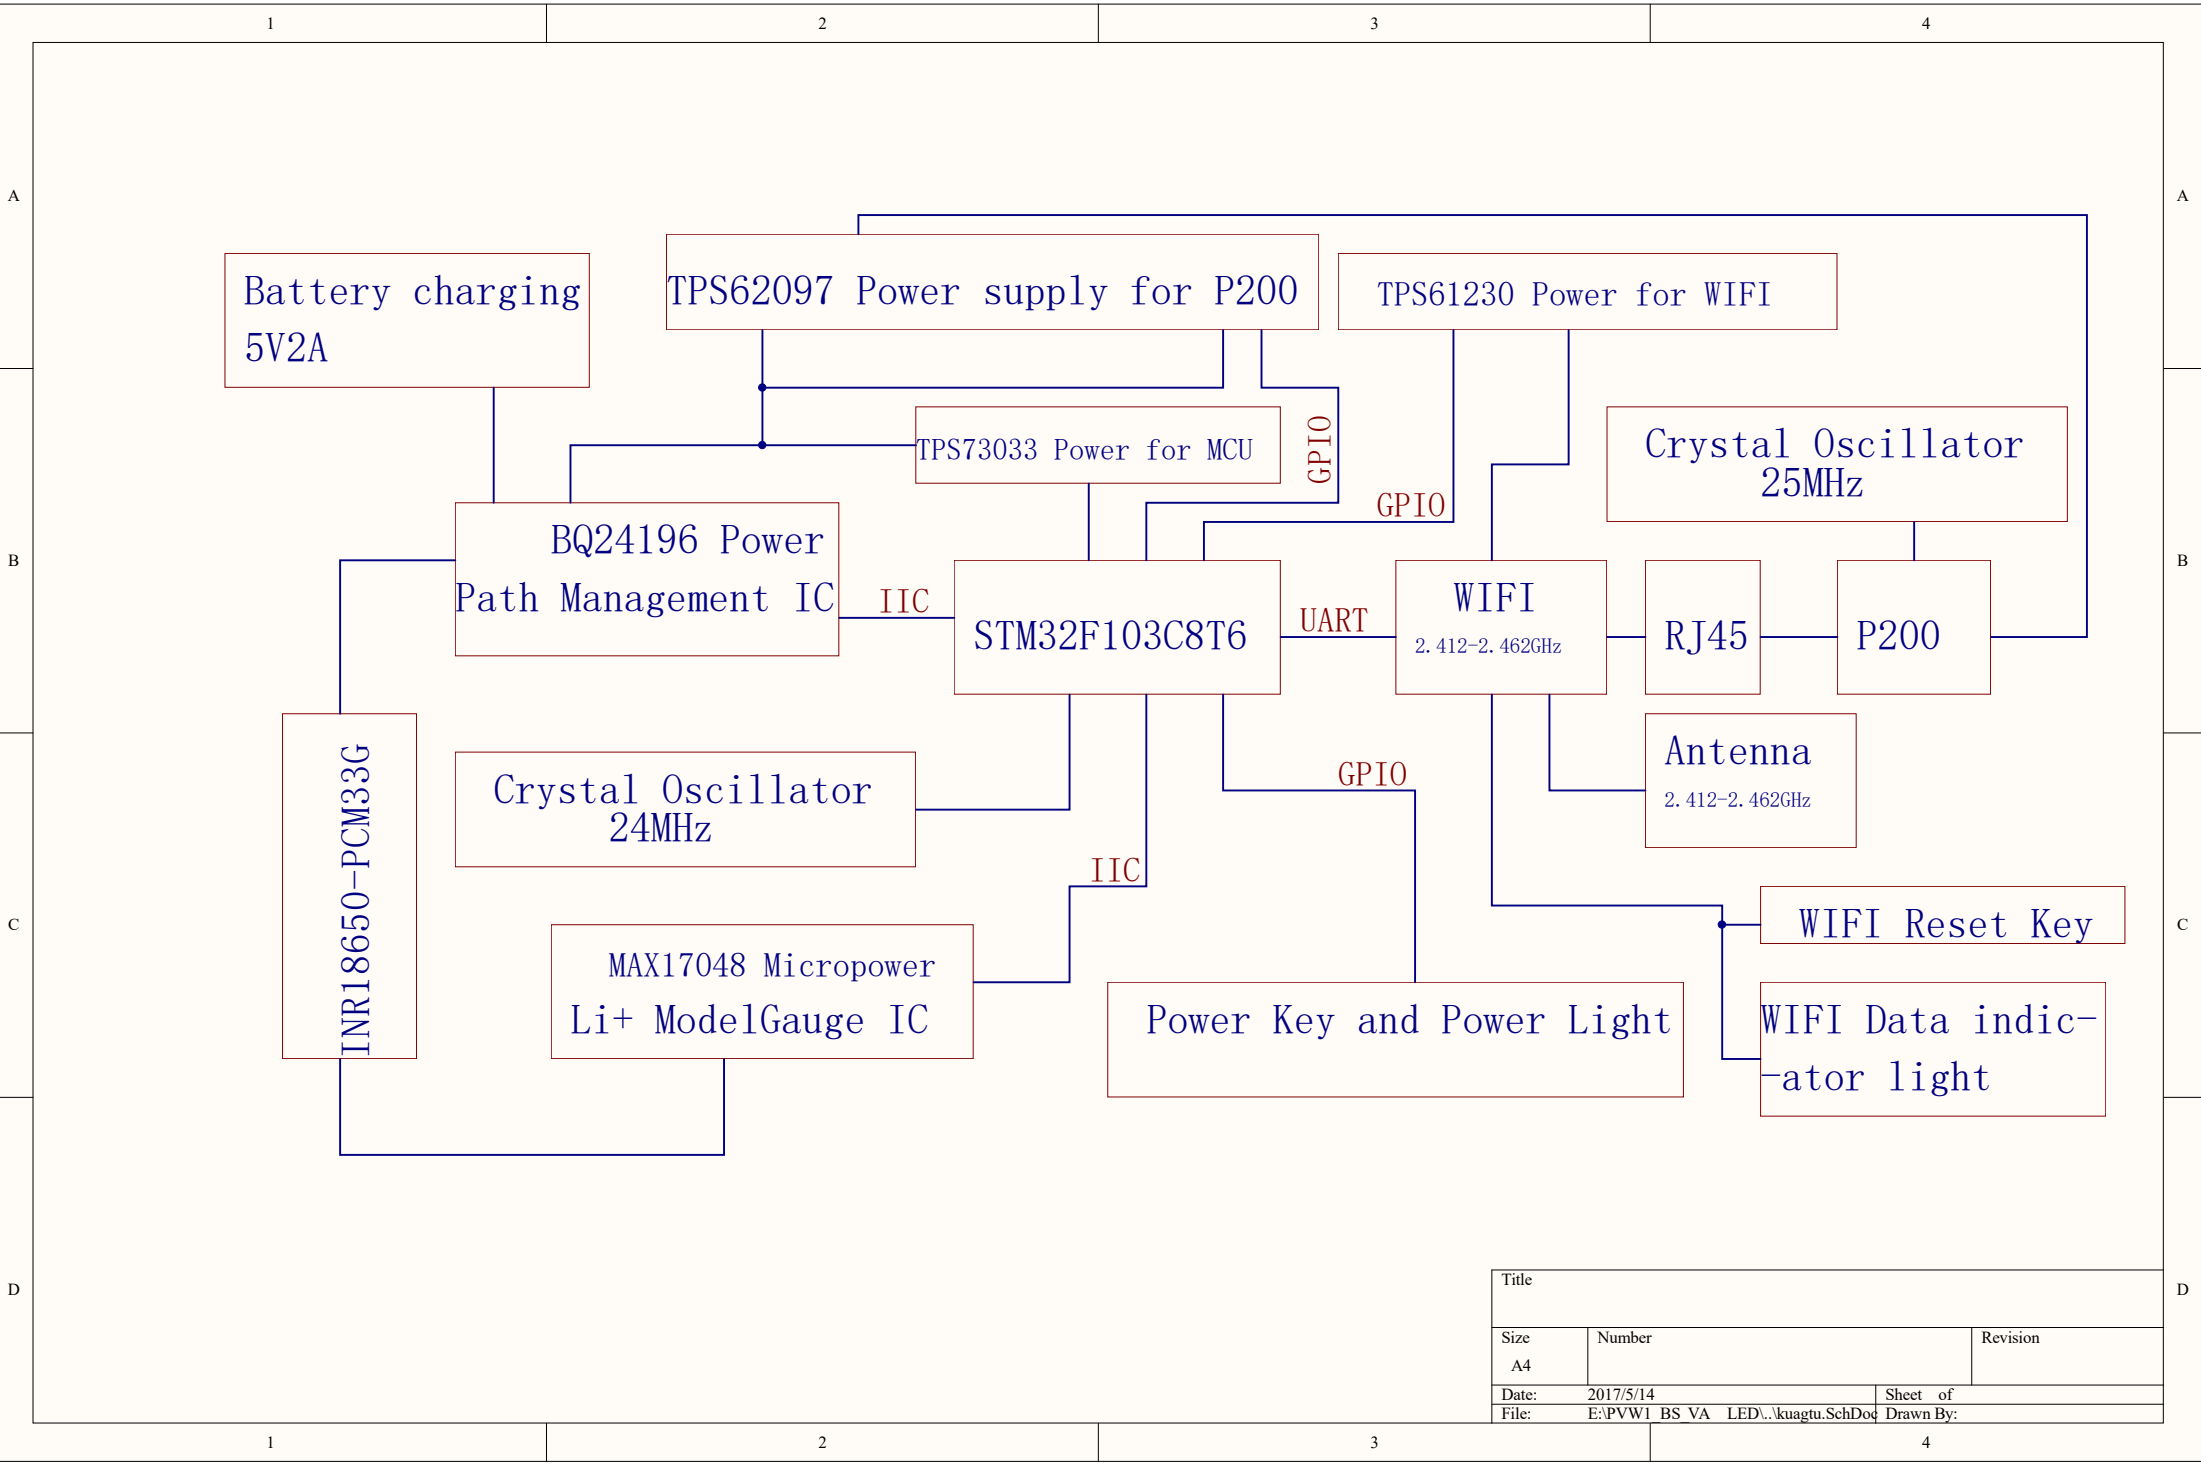 1 2 3 4
A A
TPS62097 Power supply for P200
Battery charging
5V2A
TPS61230 Power for WIFI
TPS73033 Power for MCU
GPIO
GPIO
Crystal Oscillator
25MHz
B B
BQ24196 Power
Path Management IC
IIC
STM32F103C8T6
UART
WIFI
2.412-2.462GHz
RJ45
P200
INR18650-PCM33G
Crystal Oscillator
24MHz
GPIO
Antenna
2.412-2.462GHz
IIC
C C
MAX17048 Micropower
Li+ ModelGauge IC
Power Key and Power Light
WIFI Reset Key
WIFI Data indic-
-ator light
D D
Title
Size Number Revision
A4
Date: 2017/5/14 Sheet of
File: E:\PVW1_BS_VA LED\..\kuagtu.SchDoc Drawn By:
1 2 3 4